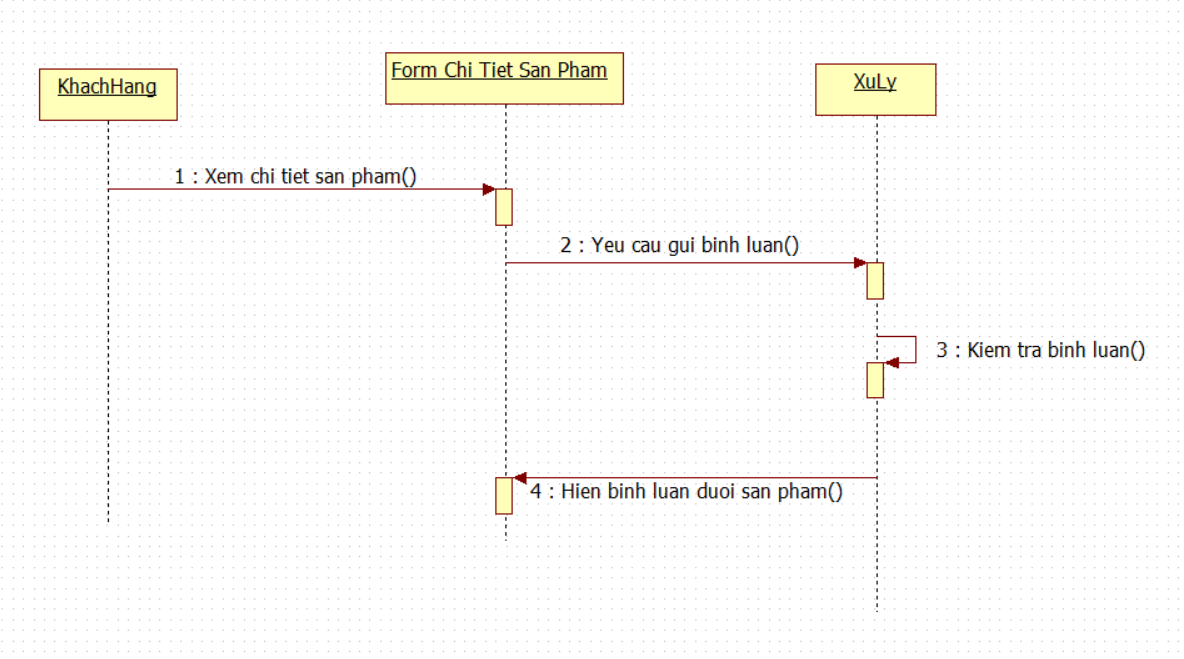 KhachHang
Form Chi Tiet San Pham
XuLy
1 : Xem chi tiet san pham()
2 : Yeu cau gui binh luan()
3 : Kiem tra binh luan()
4 : Hien binh luan duoi san pham()